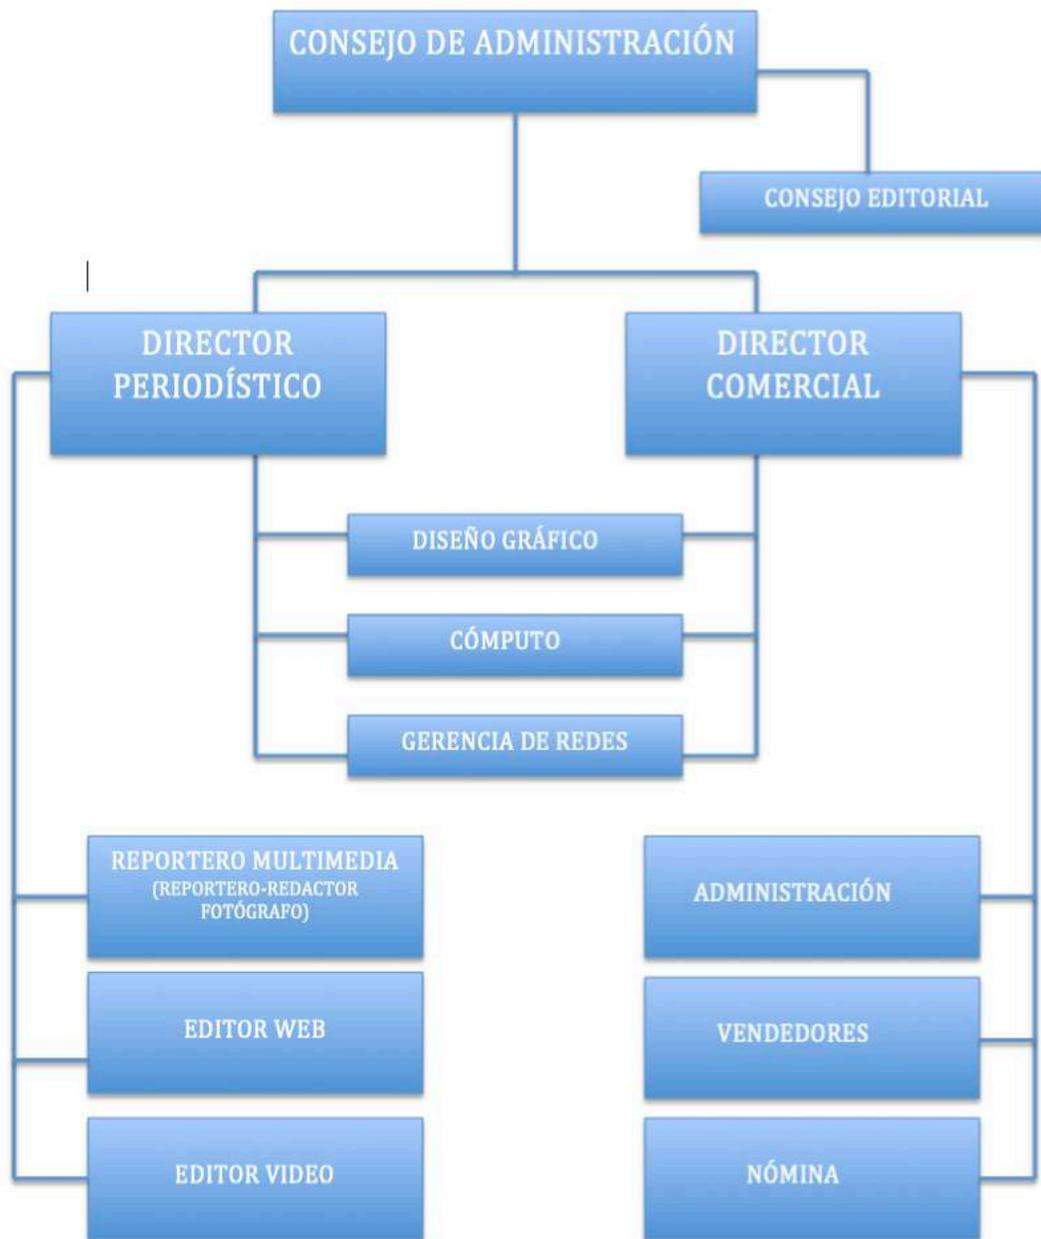 CONSEJO DE ADMINISTRACIÓN
CONSEJO EDITORIAL
DIRECTOR
PERIODÍSTICO
DIRECTOR
COMERCIAL
DISEÑO GRÁFICO
CÓMPUTO
GERENCIA DE REDES
REPORTERO MULTIMEDIA
(REPORTERO-REDACTOR
FOTÓGRAFO)
ADMINISTRACIÓN
EDITOR WEB
VENDEDORES
EDITOR VIDEO
NÓMINA